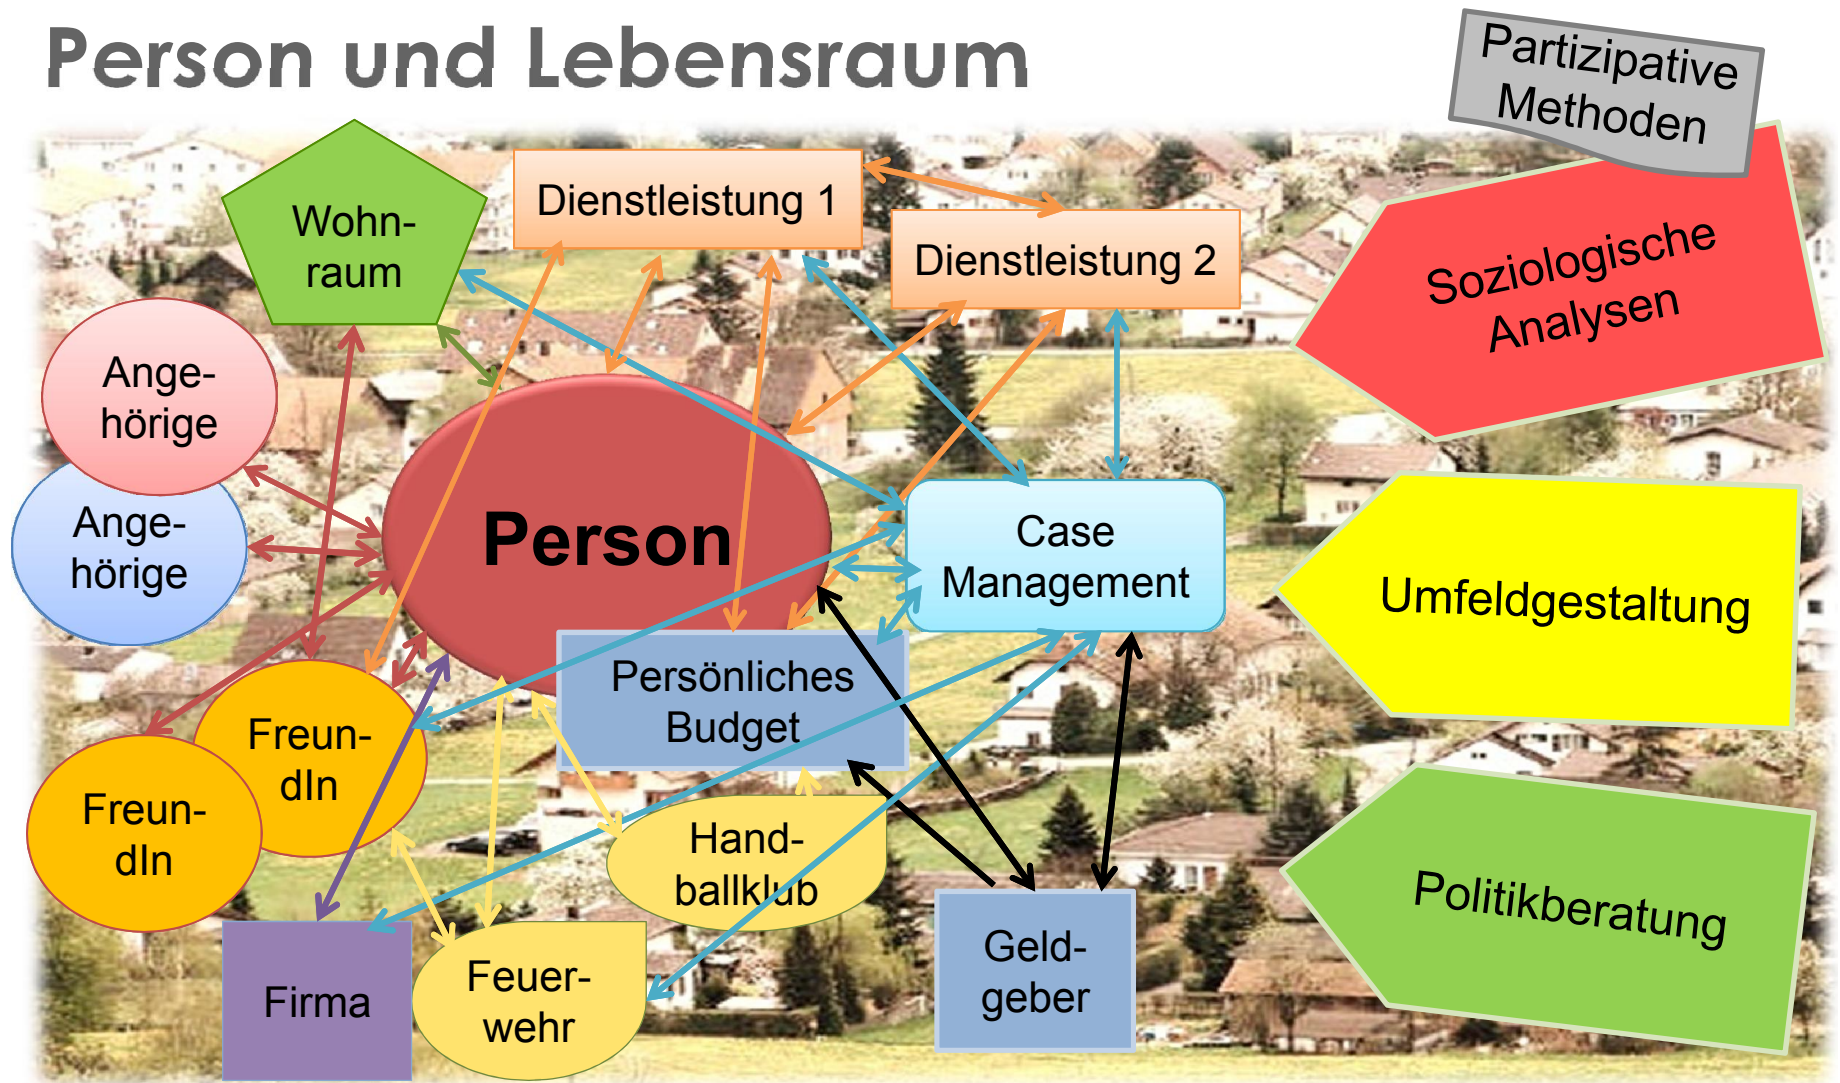 Person und Lebensraum
Partizipative
Methoden
Wohn-
raum
Dienstleistung 1
Dienstleistung 2
Soziologische
Analysen
Ange-
hörige
Ange-
hörige
Person
Case
Management
Umfeldgestaltung
Persönliches
Budget
Freun-
dIn
Freun-
dIn
Hand-
ballklub
Politikberatung
Firma
Feuer-
wehr
Geld-
geber